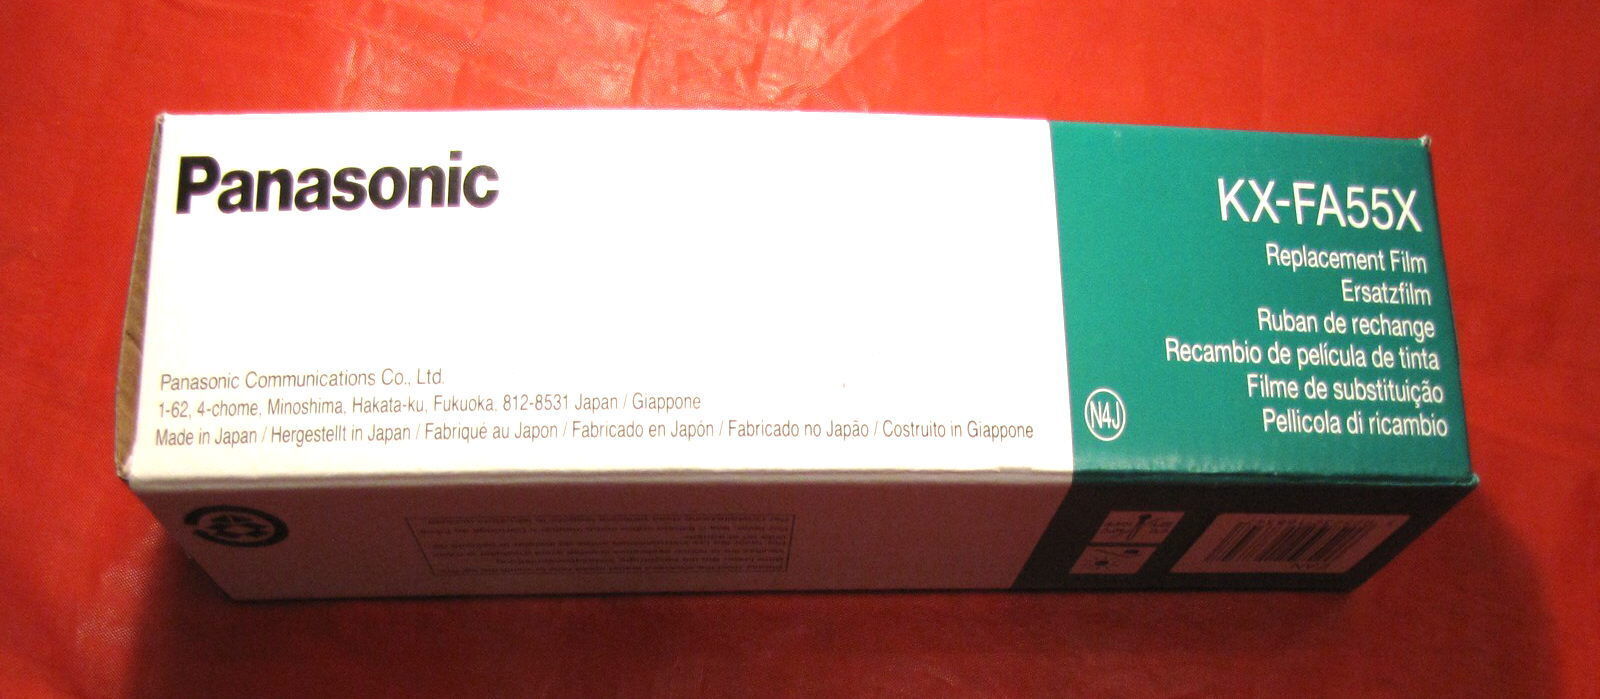 Panasonic
Panasonic Communications Co., Ltd.
1-62, 4-chome, Minoshima, Hakata-ku, Fukuoka, 812-8531 Japan / Giappone
Made in Japan / Hergestellt in Japan / Fabriqué au Japon / Fabricado en Japón / Fabricado no Japão / Costruito in Giappone
KX-FA55X
Replacement Film
Ersatzfilm
Ruban de rechange
Recambio de película de tinta
Filme de substituição
Pellicola di ricambio
N4J
EAN